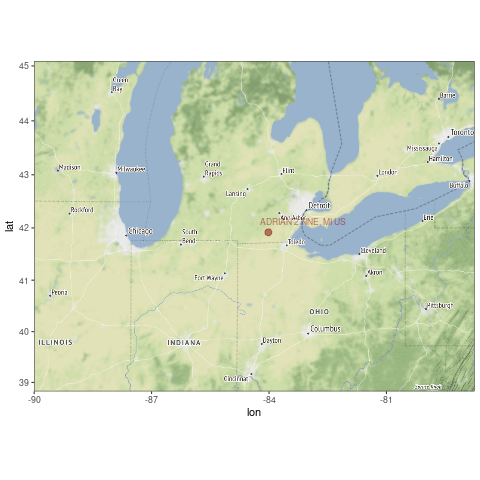 45
Green
Bay
Barrie
44
Toronto
Mississauga
Hamilton
Madison
Milwaukee
Grand
Rapids
Flint
London
43
Lansing
Buffalo
Rockford
Detroit
Ann Arbor
ADRIAN 2 NNE, MI US
Erie
42
Chicago
South
Bend
Toledo
Cleveland
Fort Wayne
Akron
41
Peoria
OHIO
Pittsburgh
40
Columbus
ILLINOIS
INDIANA
Dayton
Cincinnati
39
-90
-87
-84
-81
lon
lat